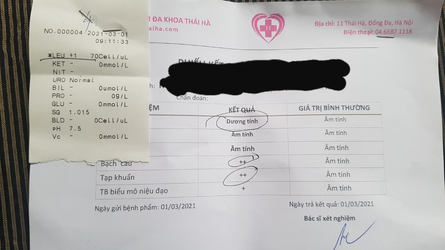 NO.000004 2021-03-01
09:11:33
*LEU +1 70Cell/uL
KET - 0mmol/L
NIT -
URO Normal
BIL - 0umol/L
PRO - 0g/L
GLU - 0mmol/L
SG 1.015
BLD - 0Cell/uL
pH 7.5
Vc - 0mmol/L
ĐA KHOA THÁI HÀ
Địa chỉ: 11 Thái Hà, Đống Đa, Hà Nội
Điện thoại:
Chẩn đoán:
KẾT QUẢ GIÁ TRỊ BÌNH THƯỜNG
Dương tính Âm tính
Âm tính Âm tính
Âm tính Âm tính
Bạch cầu ++ Âm tính
Tạp khuẩn ++ Âm tính
TB biểu mô niệu đạo + Âm tính
Ngày gửi bệnh phẩm: 01/03/2021 Ngày trả kết quả: 01/03/2021
Bác sĩ xét nghiệm